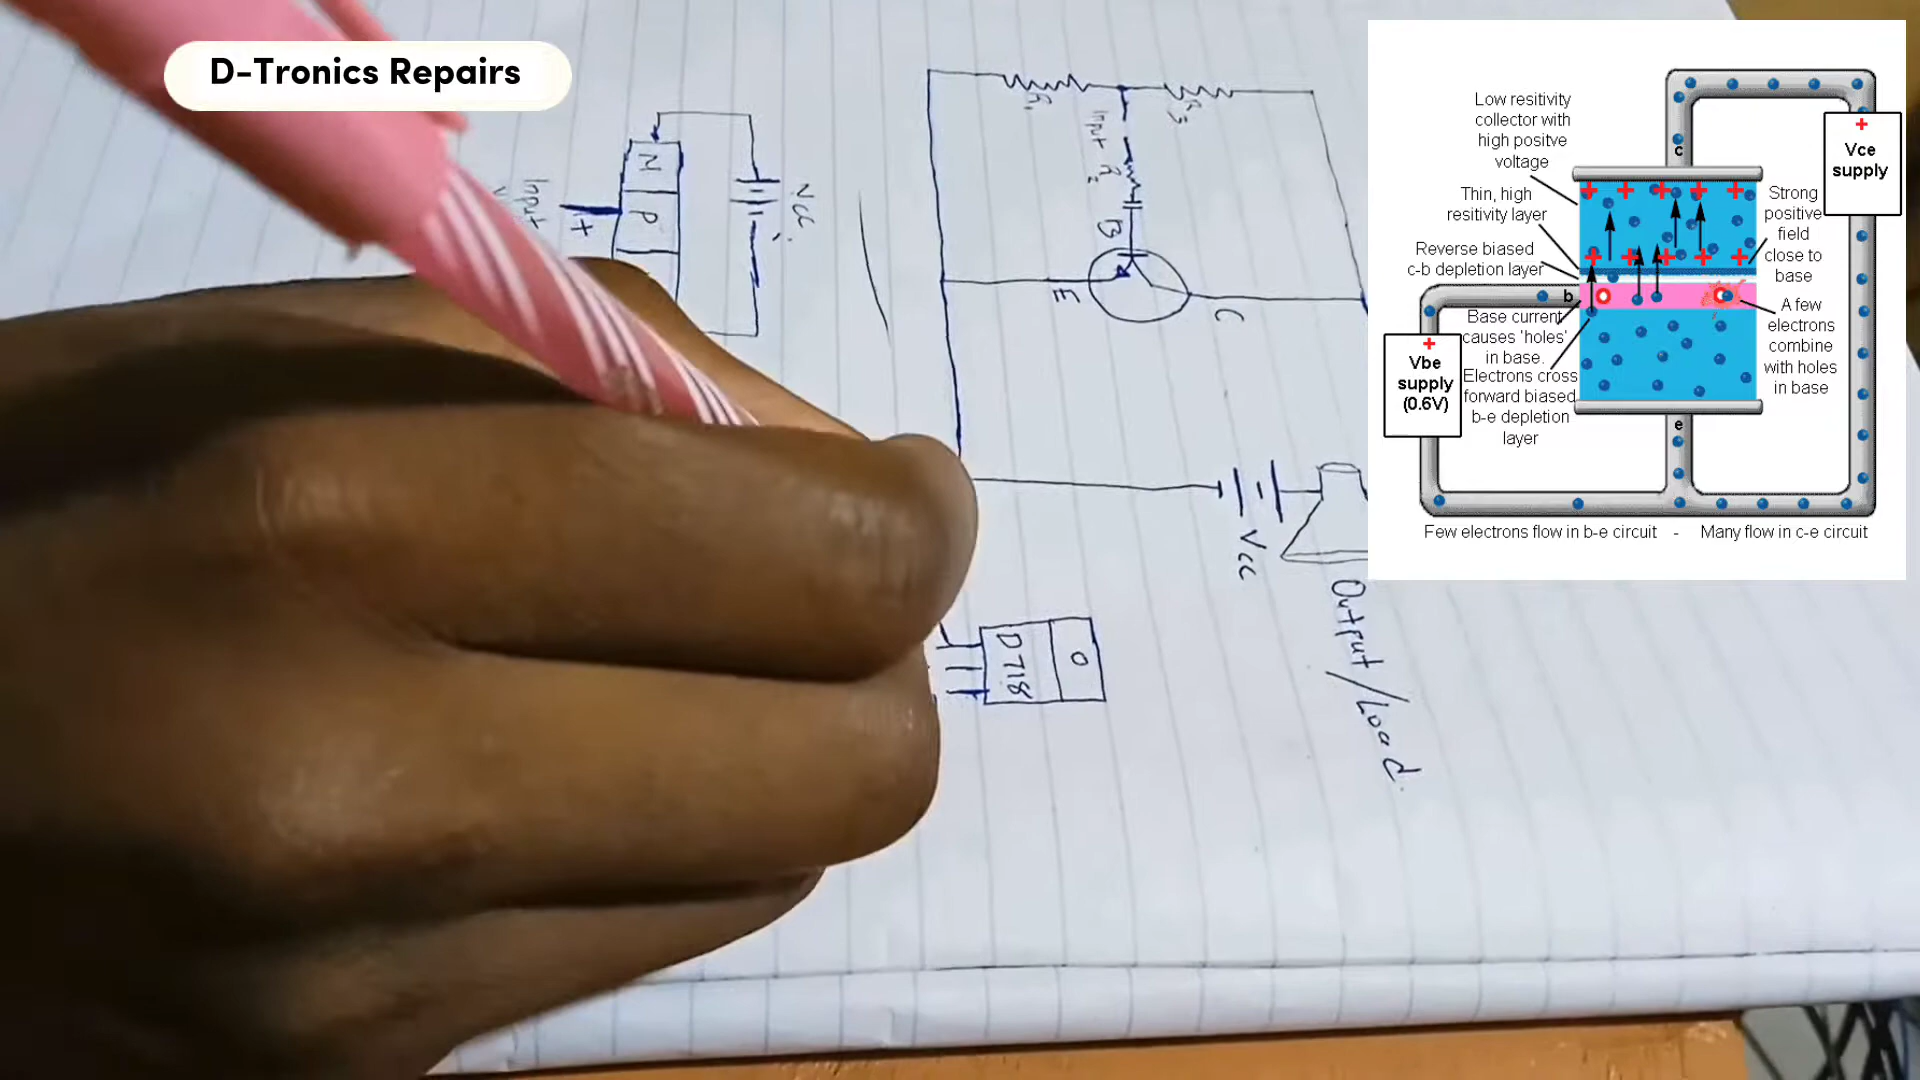 D-Tronics Repairs
N
P
Input
V
+
Vcc
R1
R3
Input
R2
B
E
C
Vcc
Output/Load.
D718
O
Low resitivity
collector with
high positve
voltage
Thin, high
resitivity layer
Reverse biased
c-b depletion layer
Base current
causes 'holes'
in base.
Electrons cross
forward biased
b-e depletion
layer
+
Vbe
supply
(0.6V)
c
b
e
+
Vce
supply
Strong
positive
field
close to
base
A few
electrons
combine
with holes
in base
Few electrons flow in b-e circuit - Many flow in c-e circuit